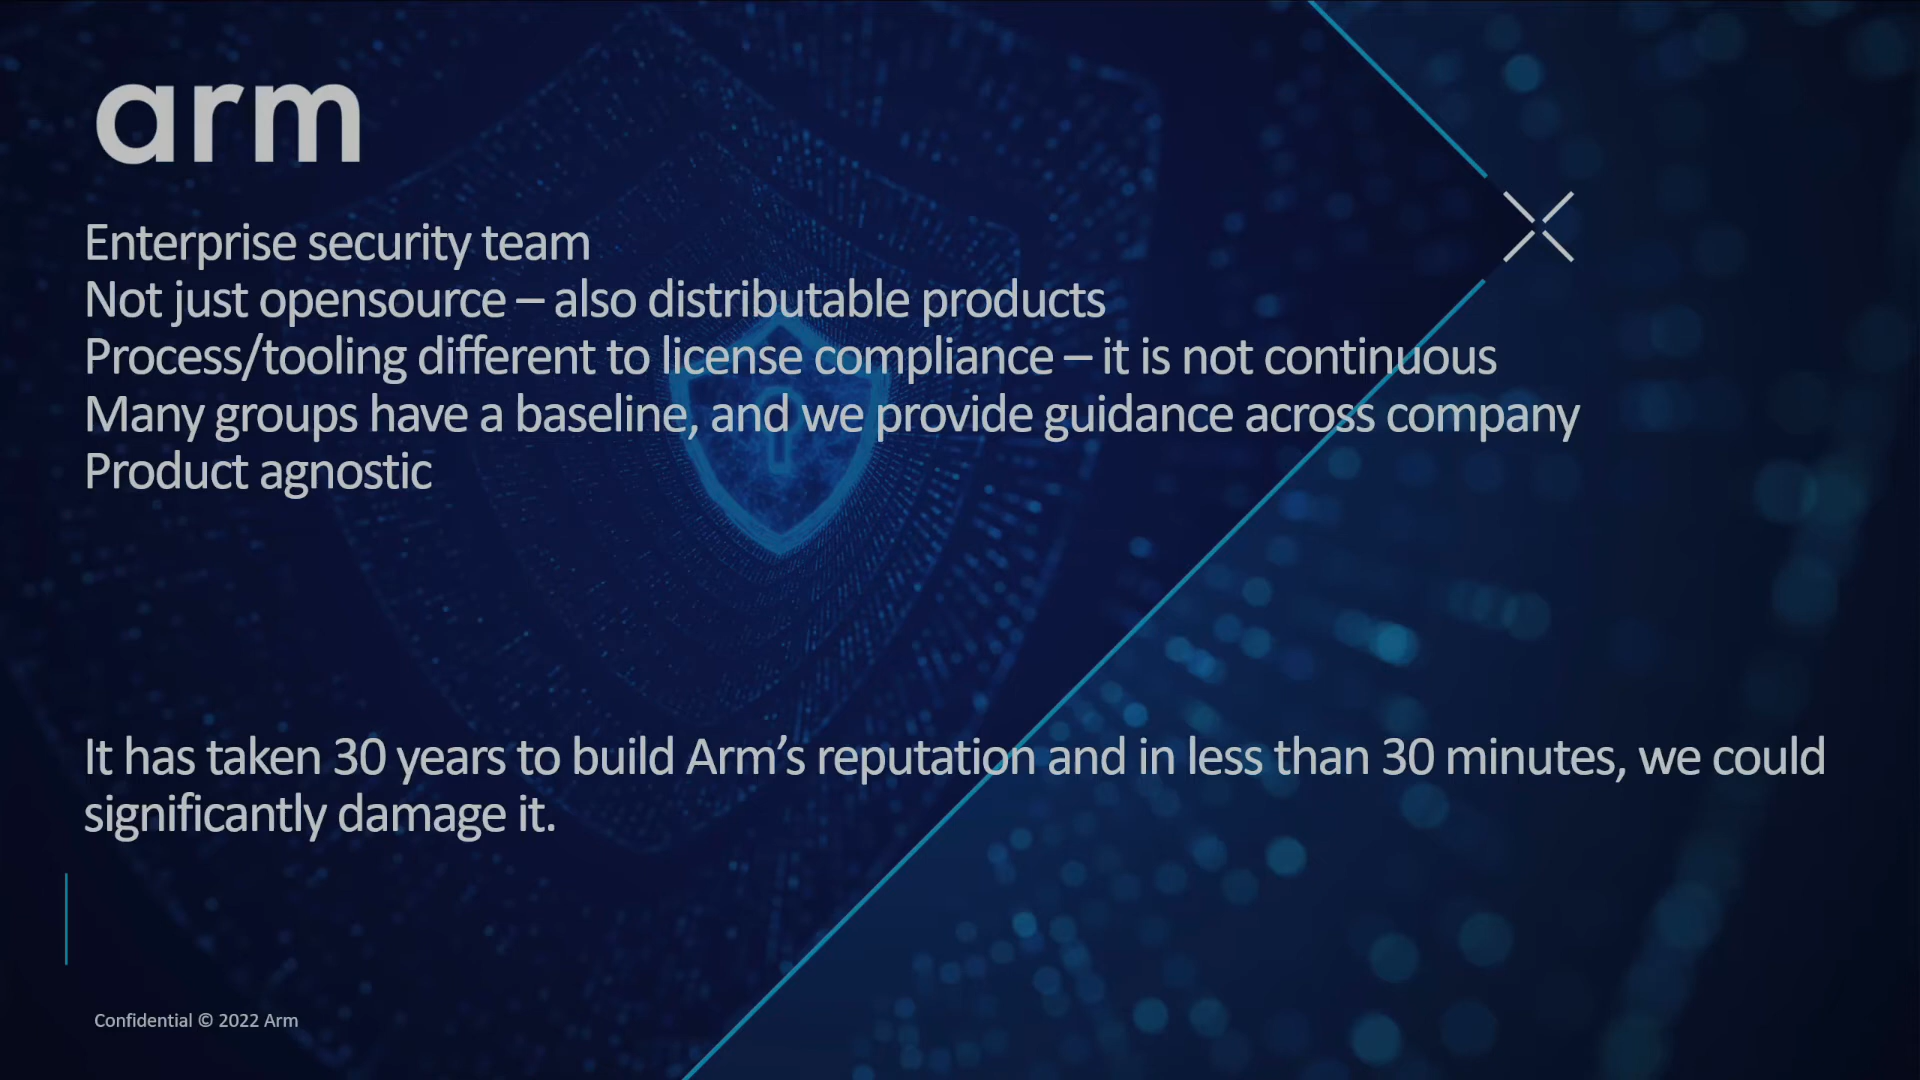 arm
Enterprise security team
Not just opensource – also distributable products
Process/tooling different to license compliance – it is not continuous
Many groups have a baseline, and we provide guidance across company
Product agnostic
It has taken 30 years to build Arm’s reputation and in less than 30 minutes, we could
significantly damage it.
Confidential © 2022 Arm